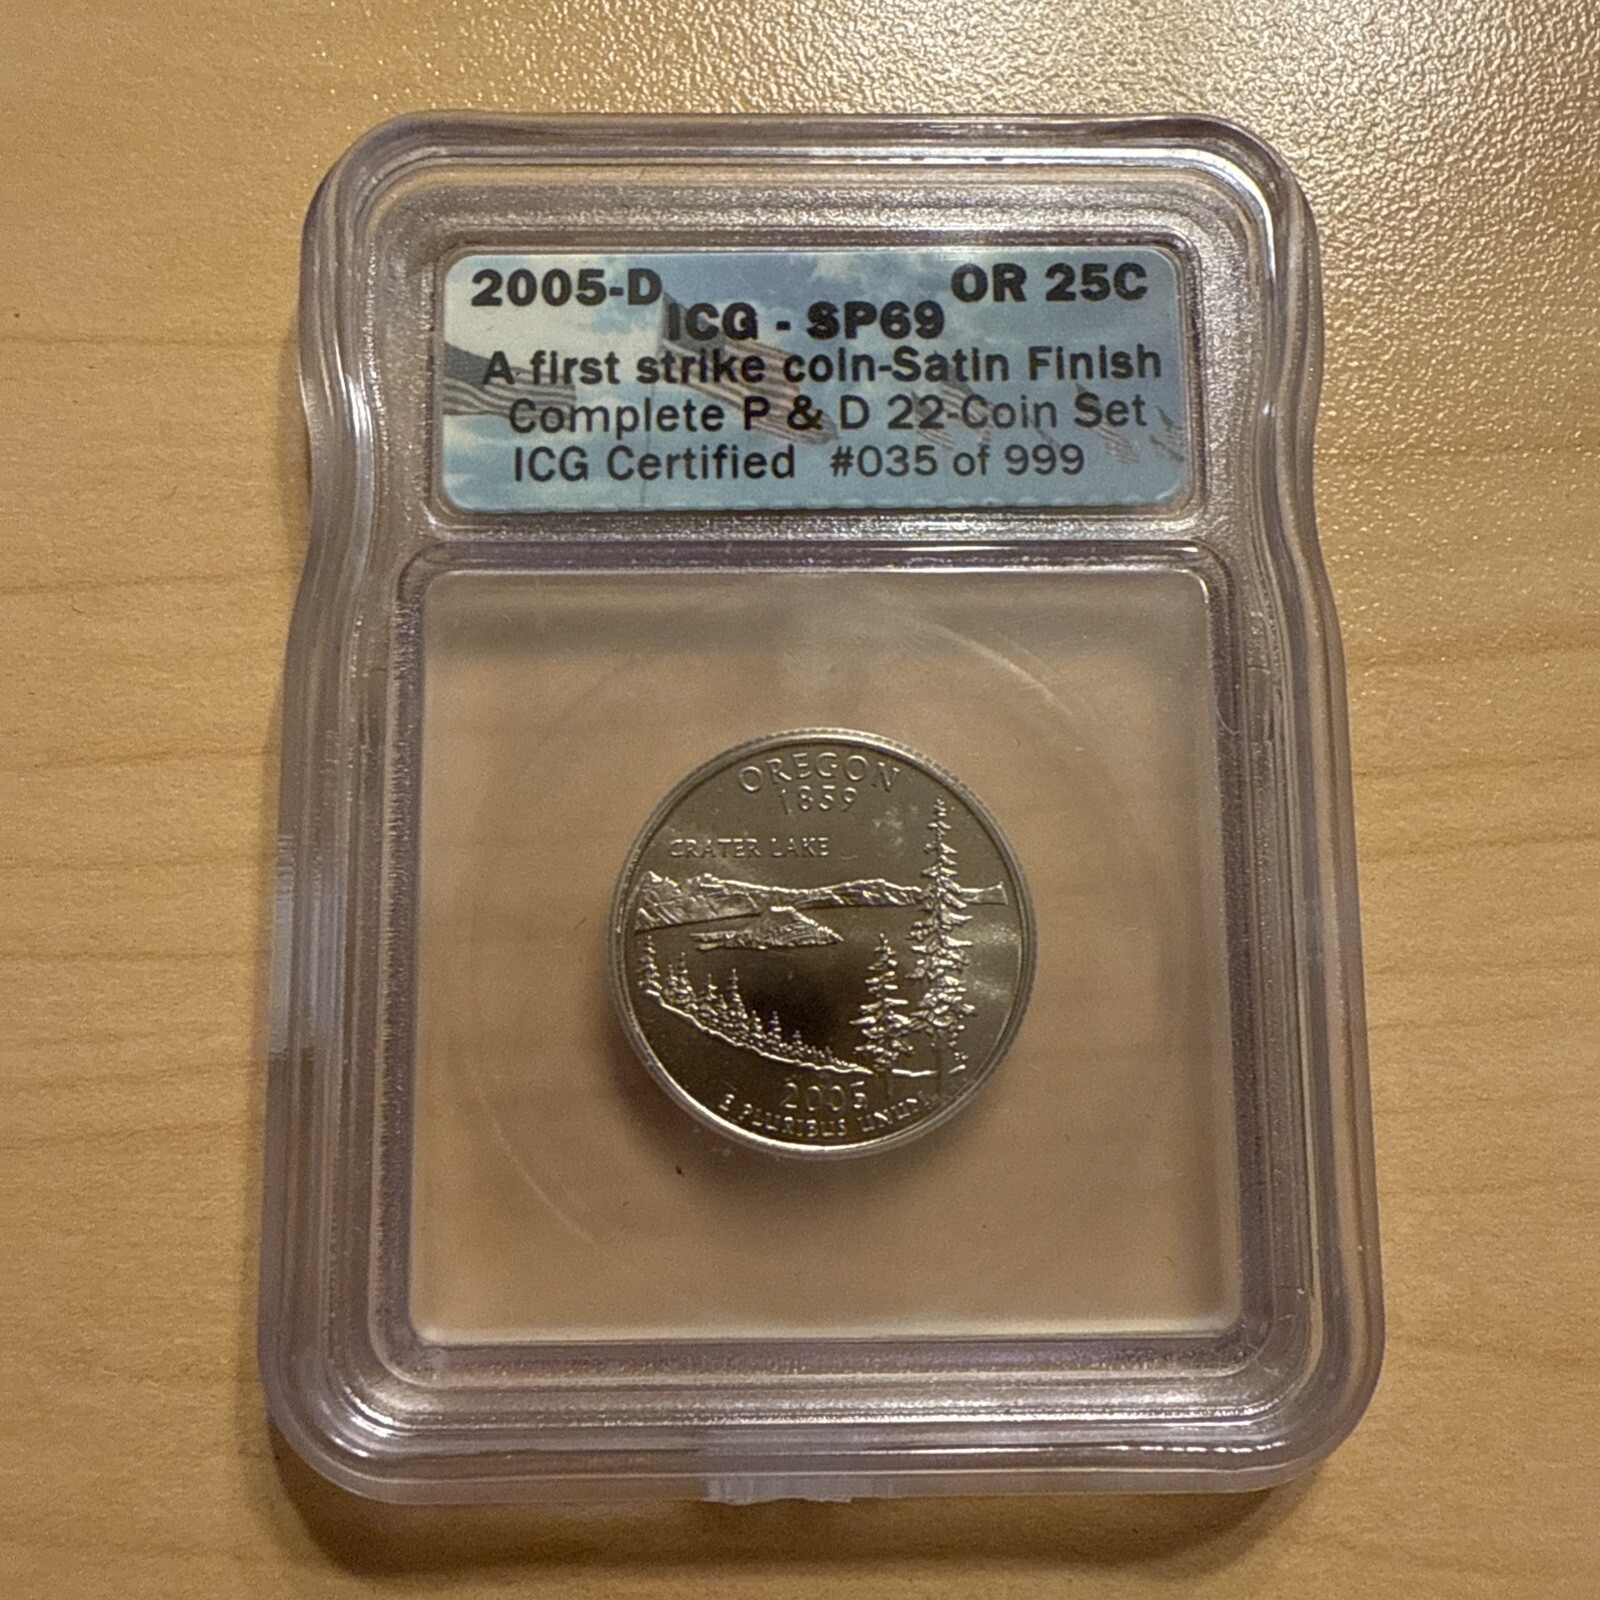 2005-D OR 25C
ICG - SP69
A first strike coin-Satin Finish
Complete P & D 22-Coin Set
ICG Certified #035 of 999
OREGON
1859
CRATER LAKE
2005
E PLURIBUS UNUM